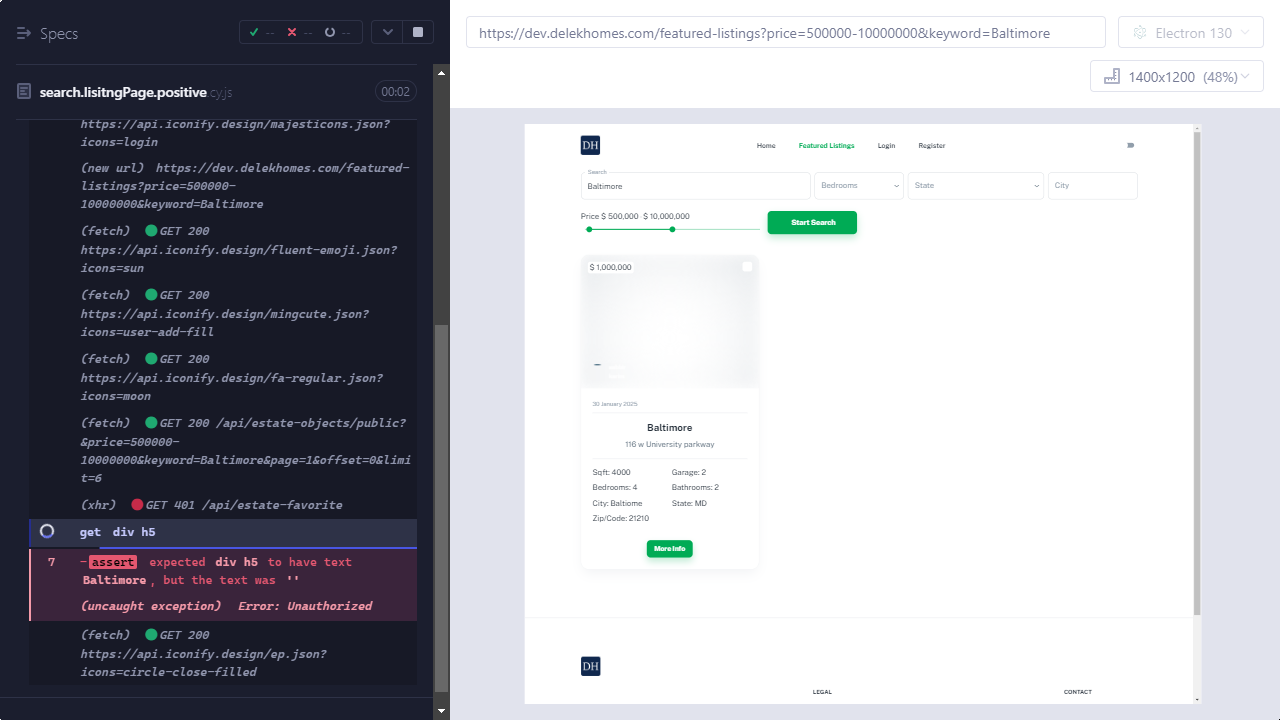 Specs
-- -- --
search.lisitngPage.positive cy.js
00:02
https://api.iconify.design/majesticons.json?
icons=login
(new url) https://dev.delekhomes.com/featured-
listings?price=500000-
10000000&keyword=Baltimore
GET 200
https://api.iconify.design/fluent-emoji.json?
icons=sun
(fetch) GET 200
https://api.iconify.design/mingcute.json?
icons=user-add-fill
(fetch) GET 200
https://api.iconify.design/fa-regular.json?
icons=moon
(fetch) GET 200 /api/estate-objects/public?
&price=500000-
10000000&keyword=Baltimore&page=1&offset=0&limi
t=6
(xhr) GET 401 /api/estate-favorite
get div h5
7 -assert expected div h5 to have text
Baltimore, but the text was ''
(uncaught exception) Error: Unauthorized
(fetch) GET 200
https://api.iconify.design/ep.json?
icons=circle-close-filled
https://dev.delekhomes.com/featured-listings?price=500000-10000000&keyword=Baltimore
Electron 130
1400x1200 (48%)
DH
Home Featured Listings Login Register
Search
Baltimore
Bedrooms
State
City
Price $ 500,000 $ 10,000,000
Start Search
$ 1,000,000
30 January 2025
Baltimore
116 w University parkway
Sqft: 4000 Garage: 2
Bedrooms: 4 Bathrooms: 2
City: Baltiome State: MD
Zip/Code: 21210
More Info
DH
LEGAL CONTACT